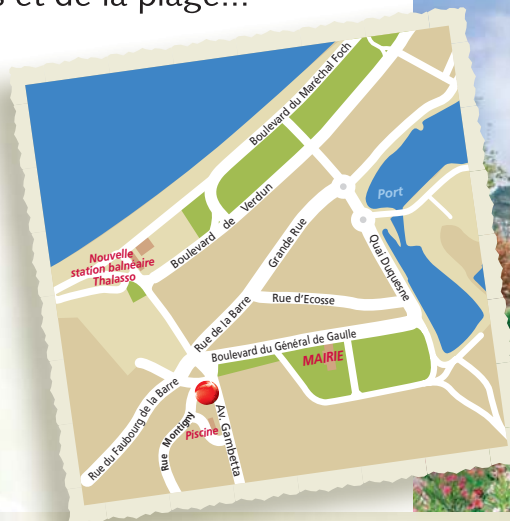 s et de la plage...
Boulevard du Maréchal Foch
Port
Boulevard de Verdun
Grande Rue
Quai Duquesne
Nouvelle
station balnéaire
Thalasso
Rue d'Ecosse
Rue de la Barre
Boulevard du Général de Gaulle
MAIRIE
Rue du Faubourg de la Barre
Rue Montigny
Piscine
Av. Gambetta